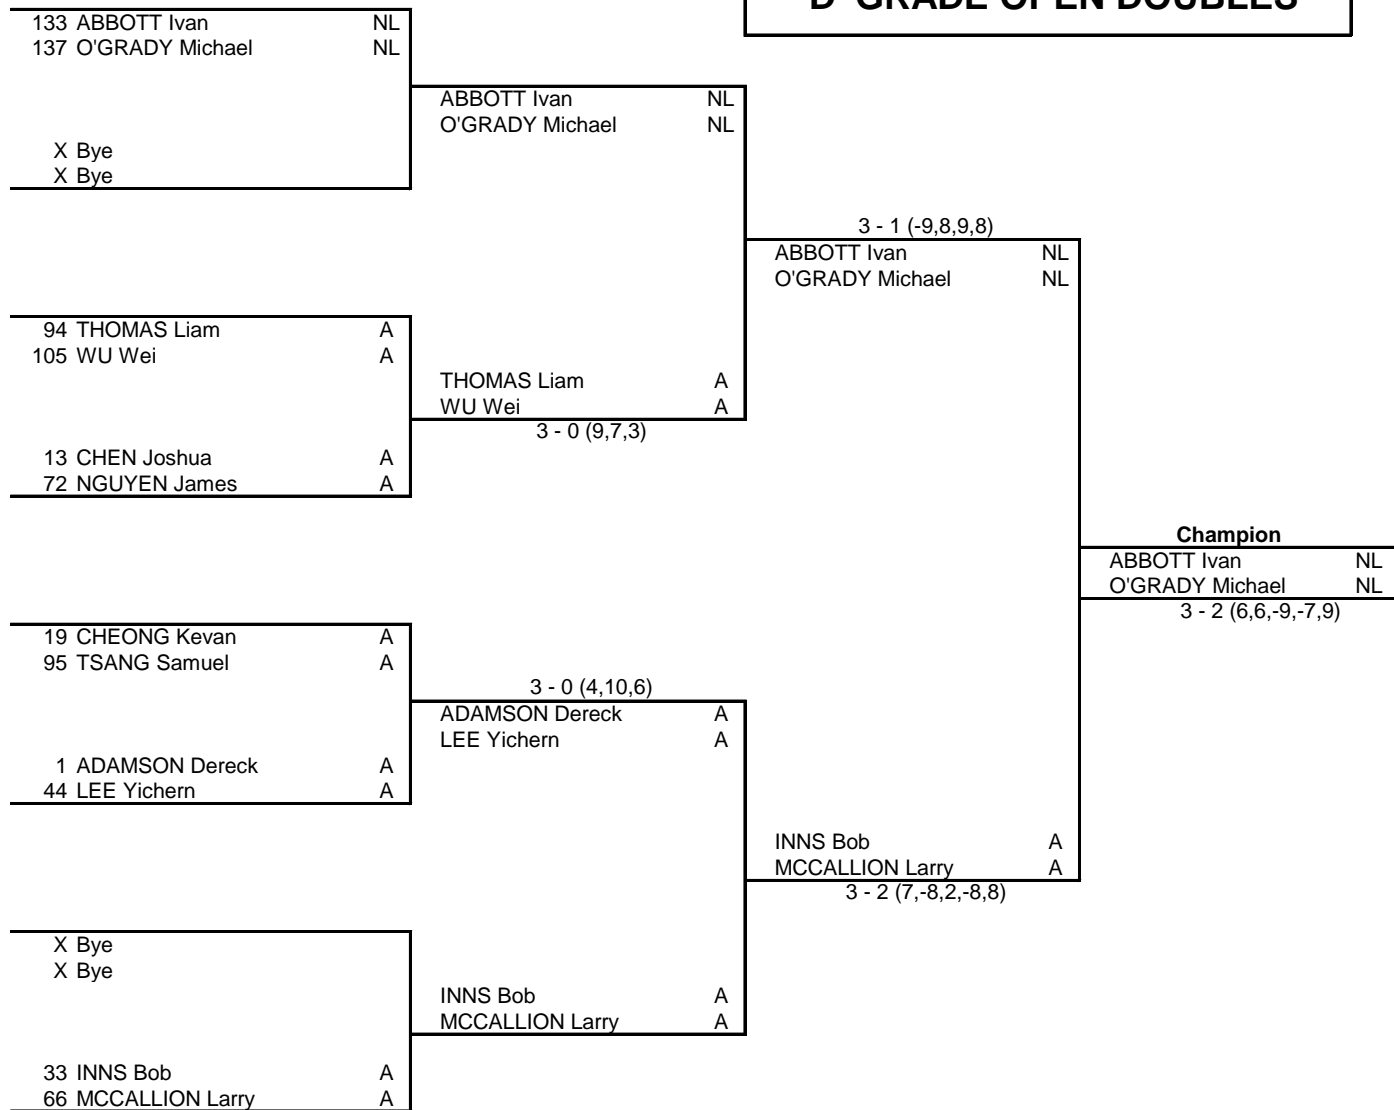 D GRADE OPEN DOUBLES
133 ABBOTT Ivan NL
137 O'GRADY Michael NL
ABBOTT Ivan NL
O'GRADY Michael NL
X Bye
X Bye
3 - 1 (-9,8,9,8)
ABBOTT Ivan NL
O'GRADY Michael NL
94 THOMAS Liam A
105 WU Wei A
THOMAS Liam A
WU Wei A
3 - 0 (9,7,3)
13 CHEN Joshua A
72 NGUYEN James A
Champion
ABBOTT Ivan NL
O'GRADY Michael NL
3 - 2 (6,6,-9,-7,9)
19 CHEONG Kevan A
95 TSANG Samuel A
3 - 0 (4,10,6)
ADAMSON Dereck A
LEE Yichern A
1 ADAMSON Dereck A
44 LEE Yichern A
INNS Bob A
MCCALLION Larry A
3 - 2 (7,-8,2,-8,8)
X Bye
X Bye
INNS Bob A
MCCALLION Larry A
33 INNS Bob A
66 MCCALLION Larry A